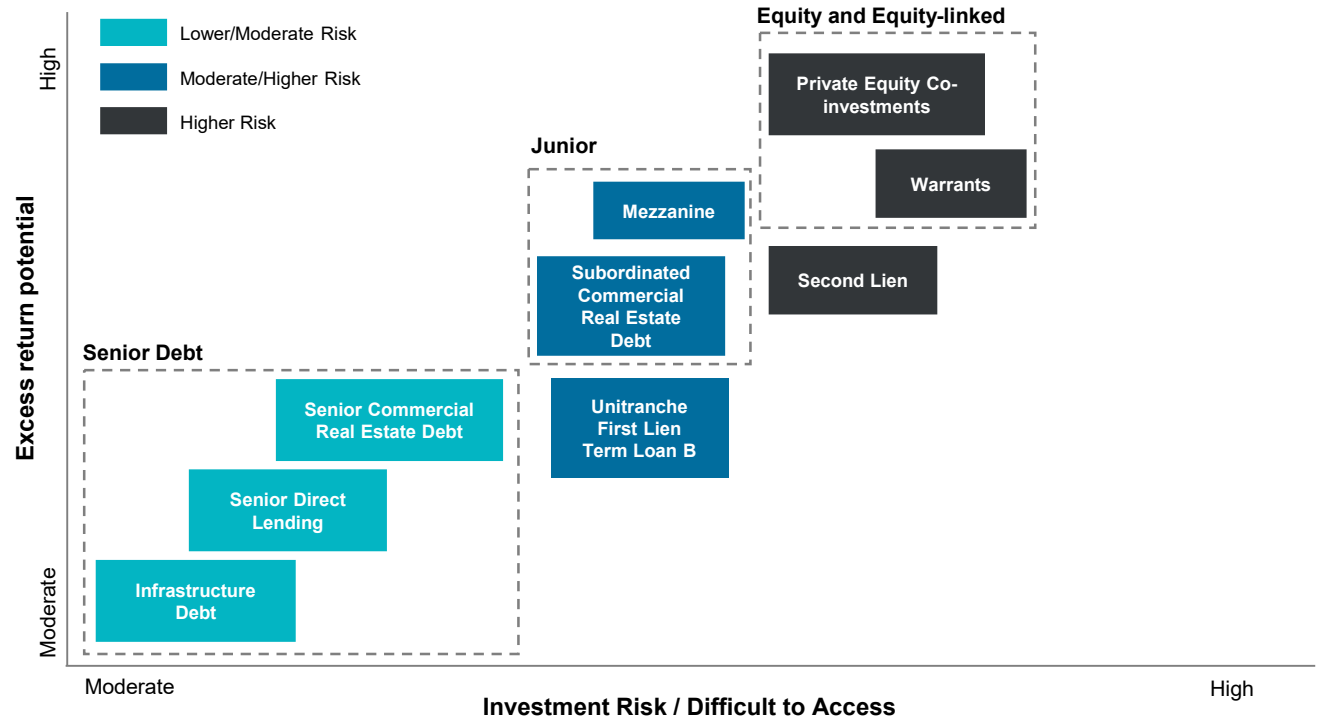 Equity and Equity-linked
Lower/Moderate Risk
Moderate/Higher Risk
Higher Risk
High
Private Equity Co-
investments
Warrants
Junior
Mezzanine
Subordinated
Commercial
Real Estate
Debt
Second Lien
Excess return potential
Senior Debt
Senior Commercial
Real Estate Debt
Unitranche
First Lien
Term Loan B
Senior Direct
Lending
Infrastructure
Debt
Moderate
Moderate
High
Investment Risk / Difficult to Access